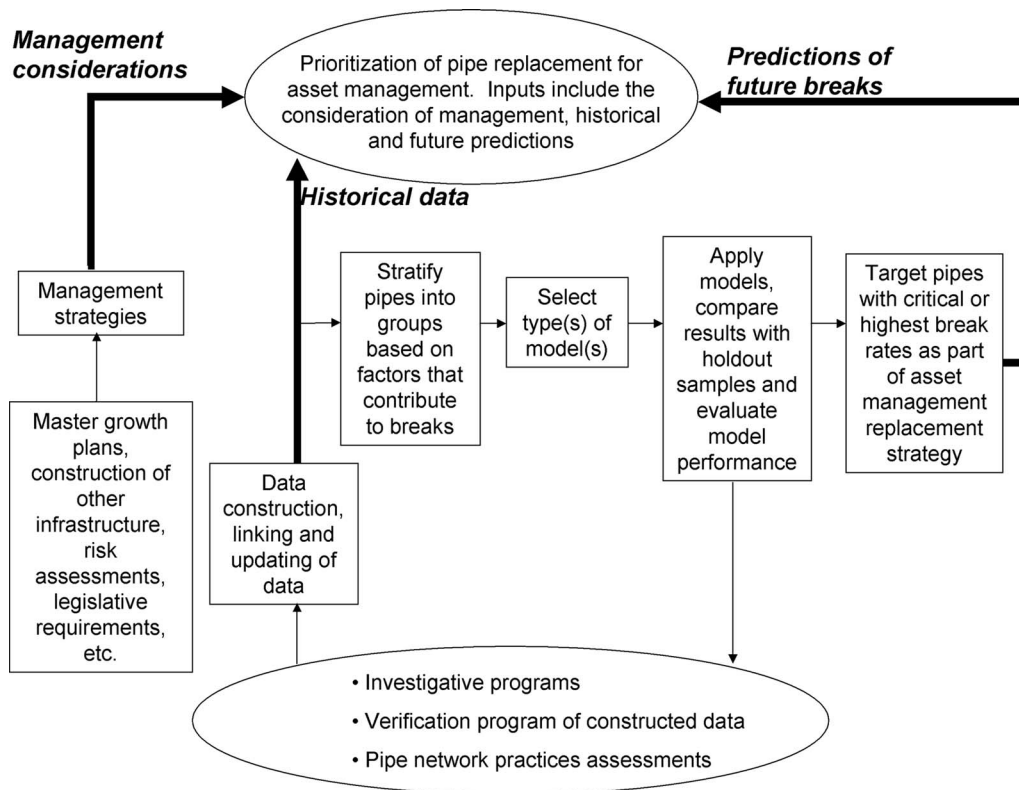 Management
considerations
Prioritization of pipe replacement for
asset management.  Inputs include the
consideration of management, historical
and future predictions
Predictions of
future breaks
Historical data
Management
strategies
Master growth
plans,
construction of
other
infrastructure,
risk
assessments,
legislative
requirements,
etc.
Data
construction,
linking and
updating of
data
Stratify
pipes into
groups
based on
factors that
contribute
to breaks
Select
type(s) of
model(s)
Apply
models,
compare
results with
holdout
samples and
evaluate
model
performance
Target pipes
with critical or
highest break
rates as part
of asset
management
replacement
strategy
• Investigative programs
• Verification program of constructed data
• Pipe network practices assessments